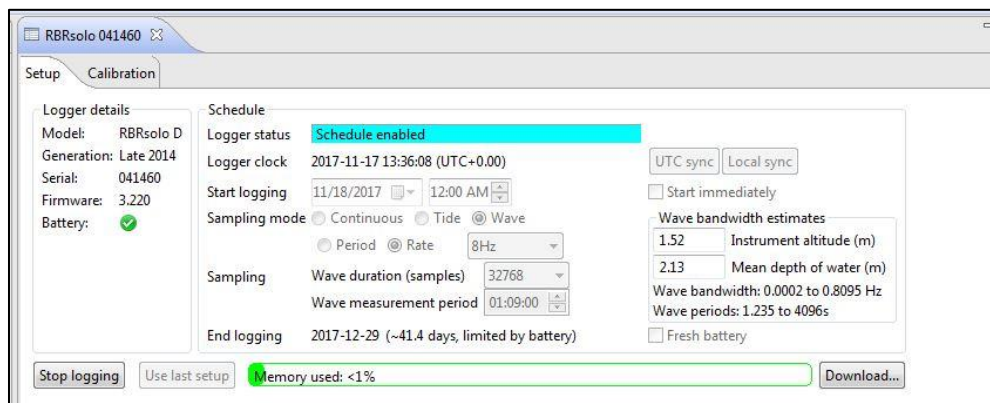 RBRsolo 041460
Setup Calibration
Logger details
Model: RBRsolo D
Generation: Late 2014
Serial: 041460
Firmware: 3.220
Battery:
Schedule
Logger status Schedule enabled
Logger clock 2017-11-17 13:36:08 (UTC+0.00) UTC sync Local sync
Start logging 11/18/2017 12:00 AM Start immediately
Sampling mode Continuous Tide Wave
Period Rate 8Hz
Sampling Wave duration (samples) 32768
Wave measurement period 01:09:00
Wave bandwidth estimates
1.52 Instrument altitude (m)
2.13 Mean depth of water (m)
Wave bandwidth: 0.0002 to 0.8095 Hz
Wave periods: 1.235 to 4096s
End logging 2017-12-29 (~41.4 days, limited by battery) Fresh battery
Stop logging Use last setup Memory used: <1% Download...